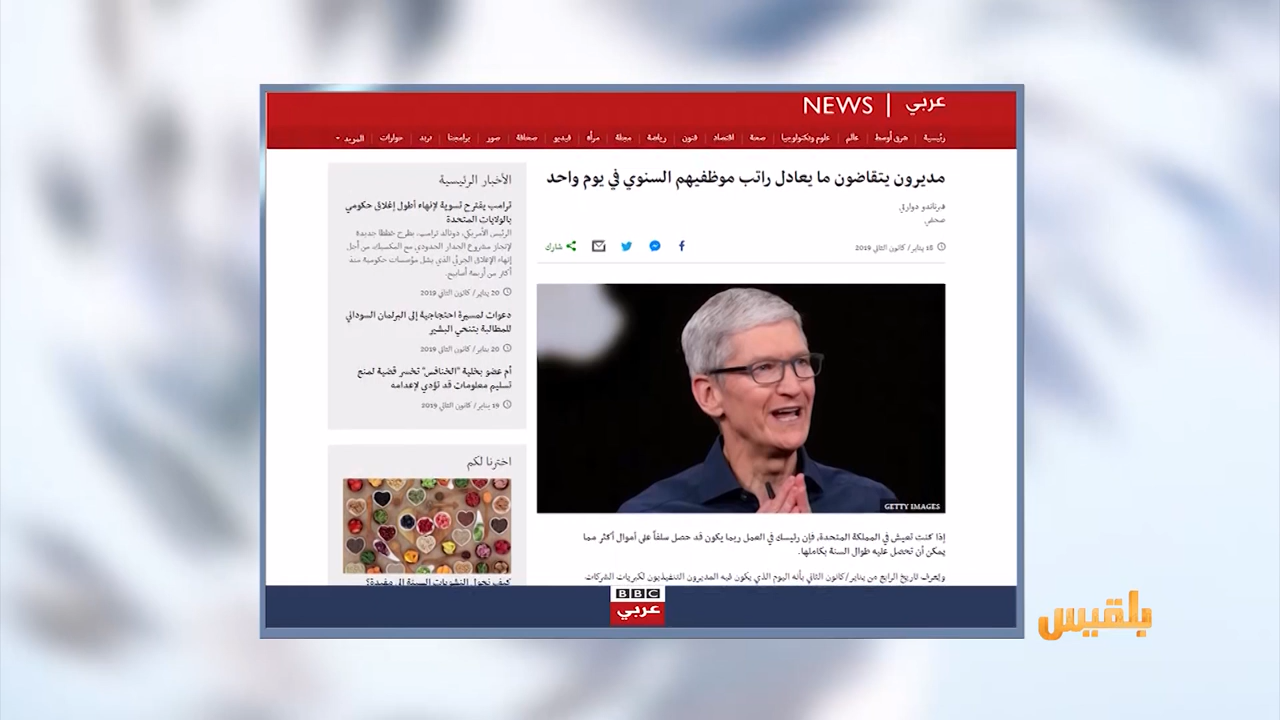 NEWS | عربي
رئيسية شرق أوسط عالم علوم وتكنولوجيا صحة اقتصاد فنون رياضة مجلة مرأة فيديو صحافة صور برامجنا ترند حوارات المزيد
مديرون يتقاضون ما يعادل راتب موظفيهم السنوي في يوم واحد
فرناندو دوارتي
صحفي
18 يناير/ كانون الثاني 2019
شارك
GETTY IMAGES
إذا كنت تعيش في المملكة المتحدة، فإن رئيسك في العمل ربما يكون قد حصل سلفاً على أموال أكثر مما
يمكن أن تحصل عليه طوال السنة بكاملها.
ويُعرف تاريخ الرابع من يناير/كانون الثاني بأنه اليوم الذي يكون فيه المديرون التنفيذيون لكبريات الشركات
الأخبار الرئيسية
ترامب يقترح تسوية لإنهاء أطول إغلاق حكومي
بالولايات المتحدة
الرئيس الأمريكي، دونالد ترامب، يطرح خططا جديدة
لإنجاز مشروع الجدار الحدودي مع المكسيك، من أجل
إنهاء الإغلاق الجزئي الذي يشل مؤسسات حكومية منذ
أكثر من أربعة أسابيع.
20 يناير/ كانون الثاني 2019
دعوات لمسيرة احتجاجية إلى البرلمان السوداني
للمطالبة بتنحي البشير
20 يناير/ كانون الثاني 2019
أم عضو بخلية "الخنافس" تخسر قضية لمنع
تسليم معلومات قد تؤدي لإعدامه
19 يناير/ كانون الثاني 2019
اخترنا لكم
كيف تحول النشويات السيئة إلى مفيدة؟
BBC
عربي
بلقيس